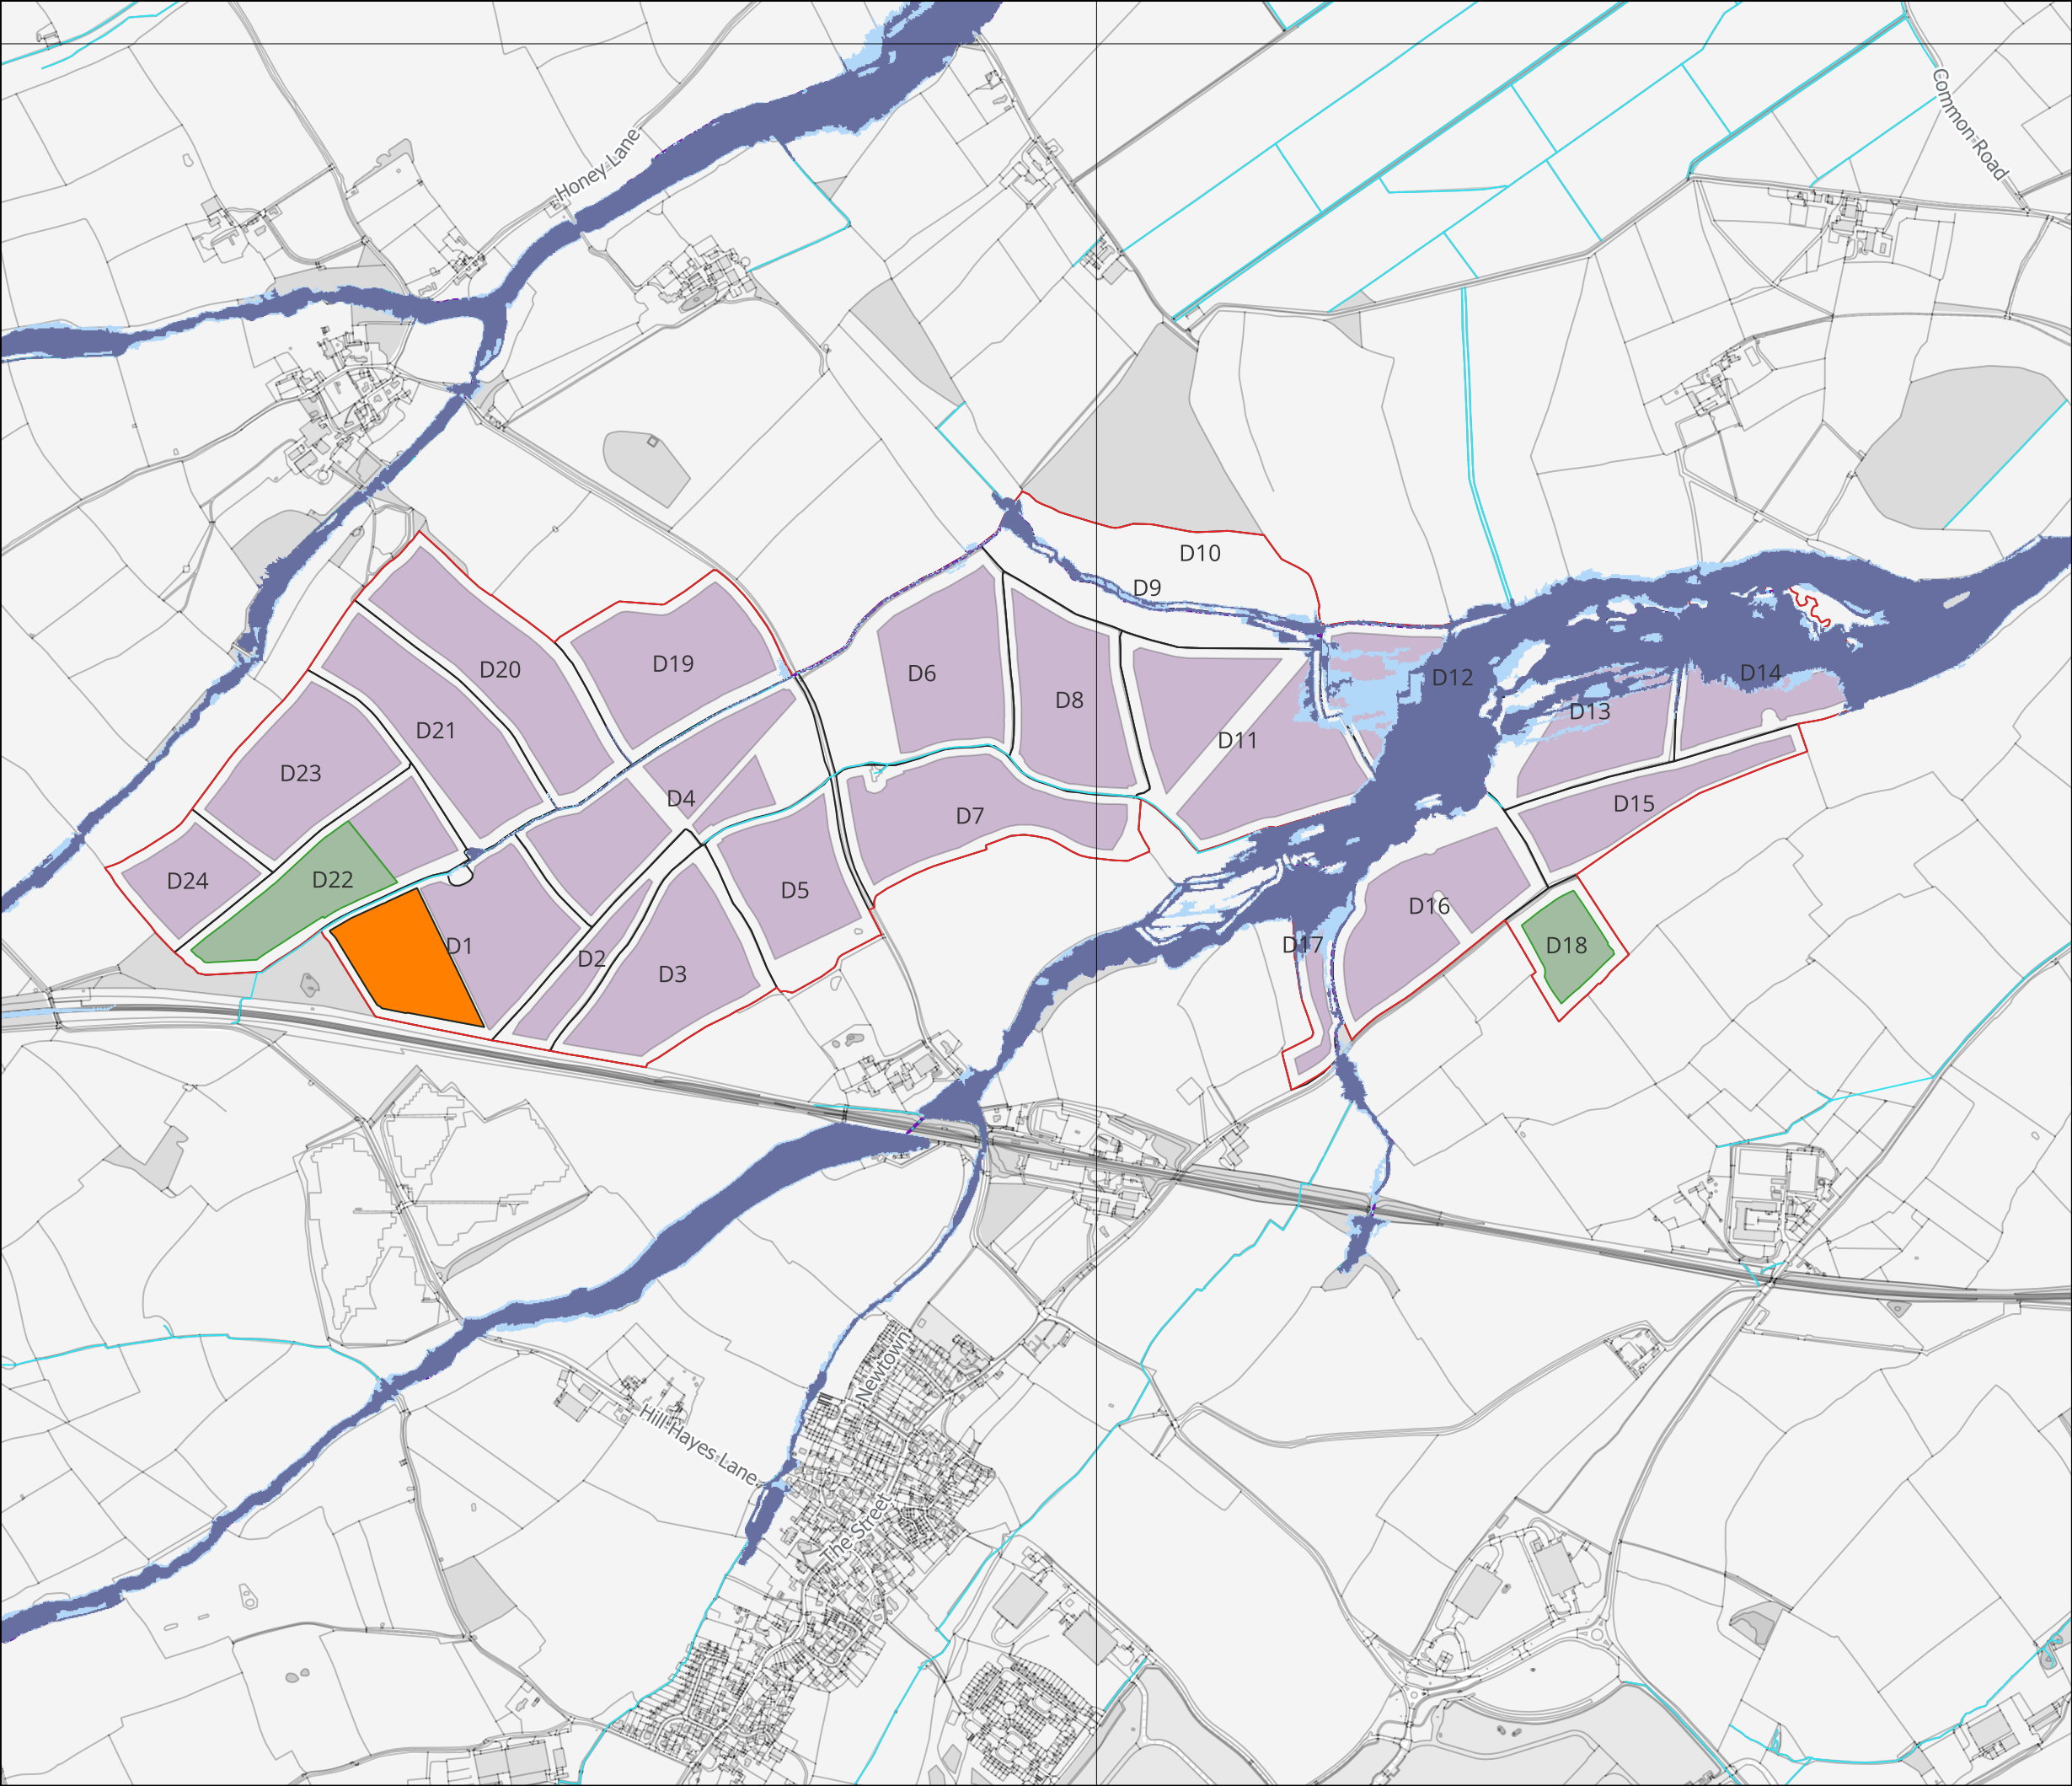 Common Road
Honey Lane
D10
D9
D19
D20
D6
D12
D14
D8
D13
D21
D11
D23
D4
D15
D7
D24
D22
D5
D16
D1
D17
D18
D2
D3
Newtown
Hill Hayes Lane
The Street